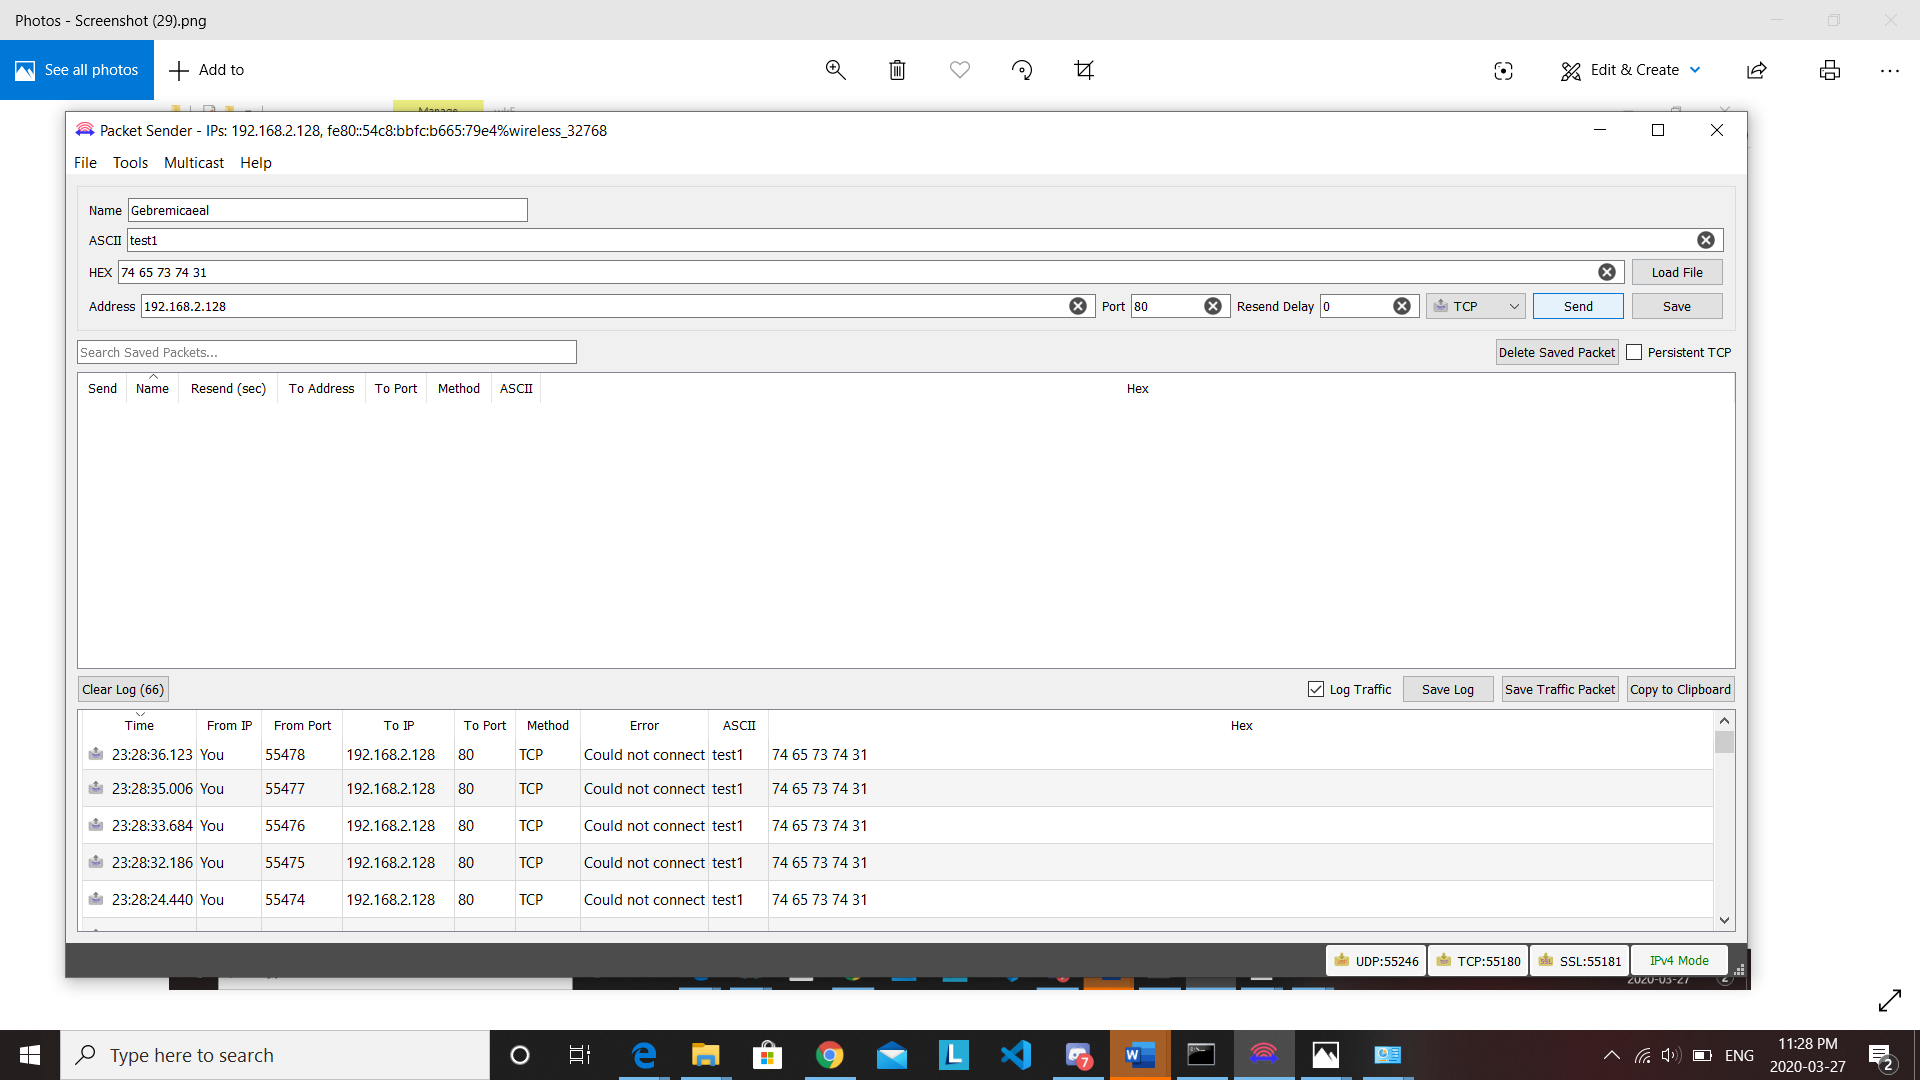 Photos - Screenshot (29).png
See all photos
Add to
Edit & Create
Packet Sender - IPs: 192.168.2.128, fe80::54c8:bbfc:b665:79e4%wireless_32768
File Tools Multicast Help
Name Gebremicaeal
ASCII test1
HEX 74 65 73 74 31 Load File
Address 192.168.2.128 Port 80 Resend Delay 0 TCP Send Save
Search Saved Packets... Delete Saved Packet Persistent TCP
Send Name Resend (sec) To Address To Port Method ASCII Hex
Clear Log (66) Log Traffic Save Log Save Traffic Packet Copy to Clipboard
Time From IP From Port To IP To Port Method Error ASCII Hex
23:28:36.123 You 55478 192.168.2.128 80 TCP Could not connect test1 74 65 73 74 31
23:28:35.006 You 55477 192.168.2.128 80 TCP Could not connect test1 74 65 73 74 31
23:28:33.684 You 55476 192.168.2.128 80 TCP Could not connect test1 74 65 73 74 31
23:28:32.186 You 55475 192.168.2.128 80 TCP Could not connect test1 74 65 73 74 31
23:28:24.440 You 55474 192.168.2.128 80 TCP Could not connect test1 74 65 73 74 31
UDP:55246 TCP:55180 SSL:55181 IPv4 Mode
2020-03-27
Type here to search
7
ENG
11:28 PM
2020-03-27
2